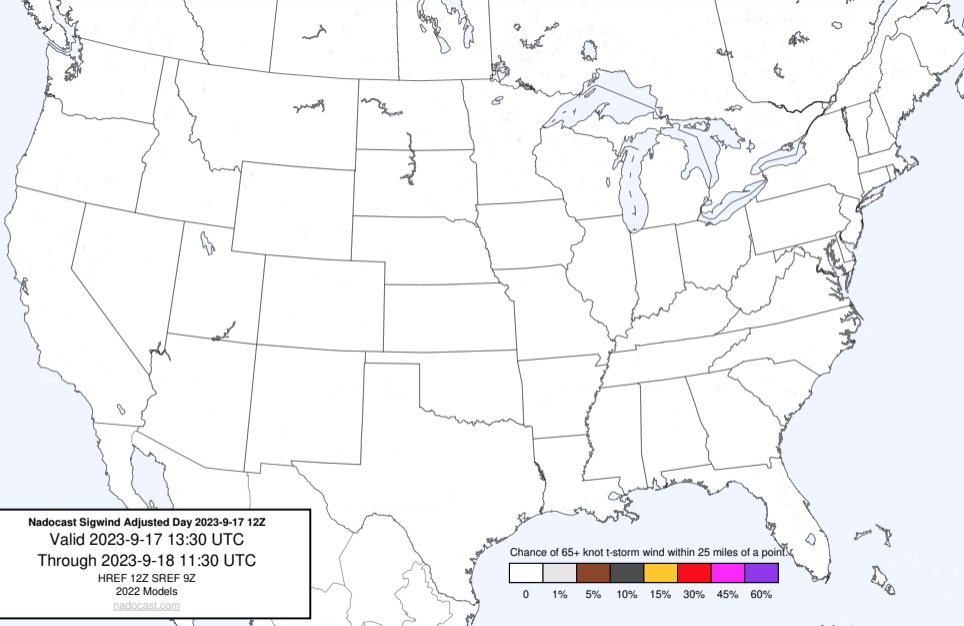 Nadocast Sigwind Adjusted Day 2023-9-17 12Z
Valid 2023-9-17 13:30 UTC
Through 2023-9-18 11:30 UTC
HREF 12Z SREF 9Z
2022 Models
nadocast.com
Chance of 65+ knot t-storm wind within 25 miles of a point.
0 1% 5% 10% 15% 30% 45% 60%